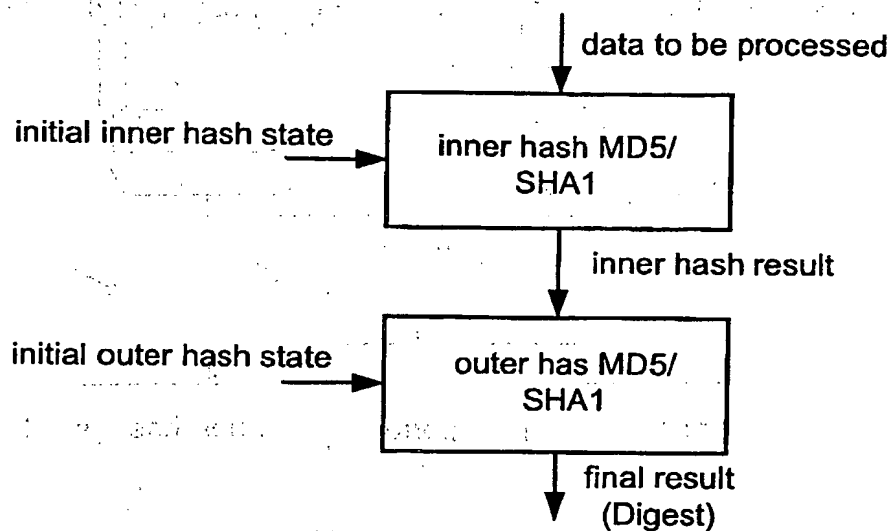 data to be processed
initial inner hash state
inner hash MD5/
SHA1
inner hash result
initial outer hash state
outer has MD5/
SHA1
final result
(Digest)